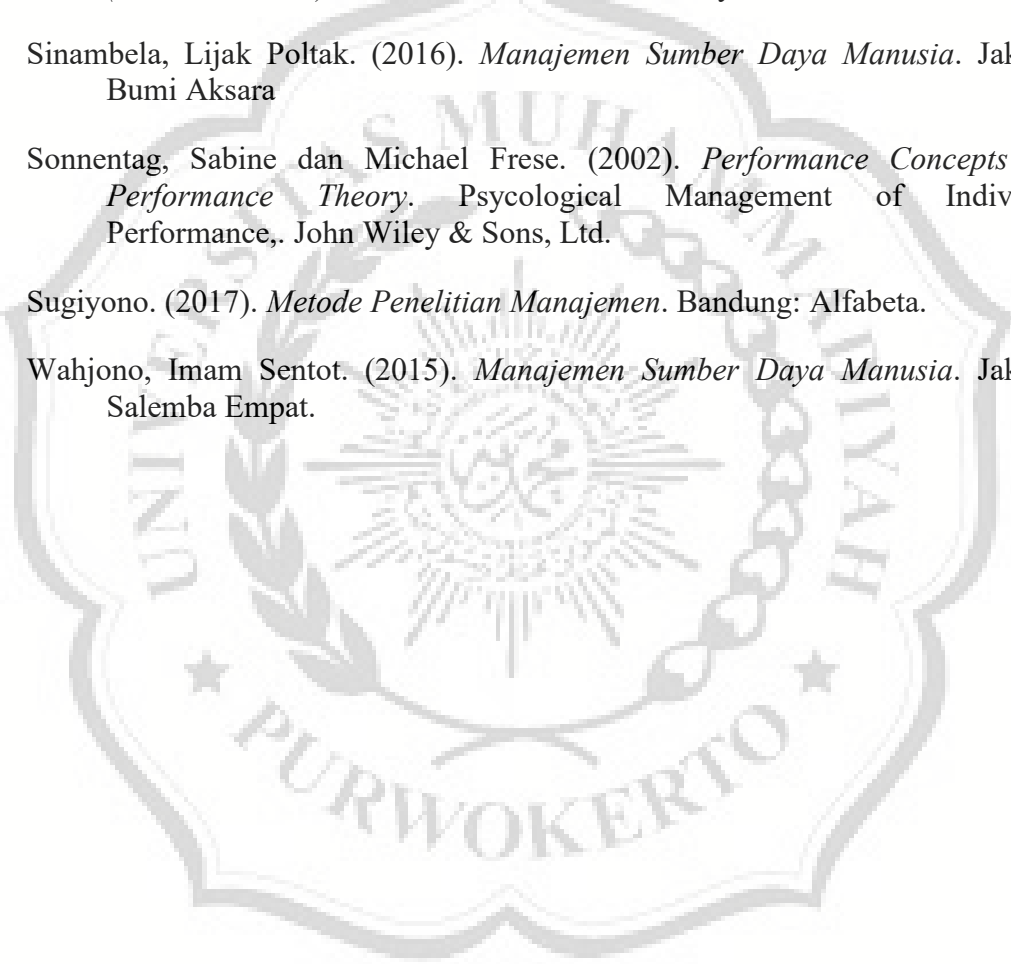 Sinambela, Lijak Poltak. (2016). Manajemen Sumber Daya Manusia. Jak
Bumi Aksara
Sonnentag, Sabine dan Michael Frese. (2002). Performance Concepts
Performance Theory. Psycological Management of Indiv
Performance,. John Wiley & Sons, Ltd.
Sugiyono. (2017). Metode Penelitian Manajemen. Bandung: Alfabeta.
Wahjono, Imam Sentot. (2015). Manajemen Sumber Daya Manusia. Jak
Salemba Empat.
UNIVERSITAS MUHAMMADIYAH
PURWOKERTO